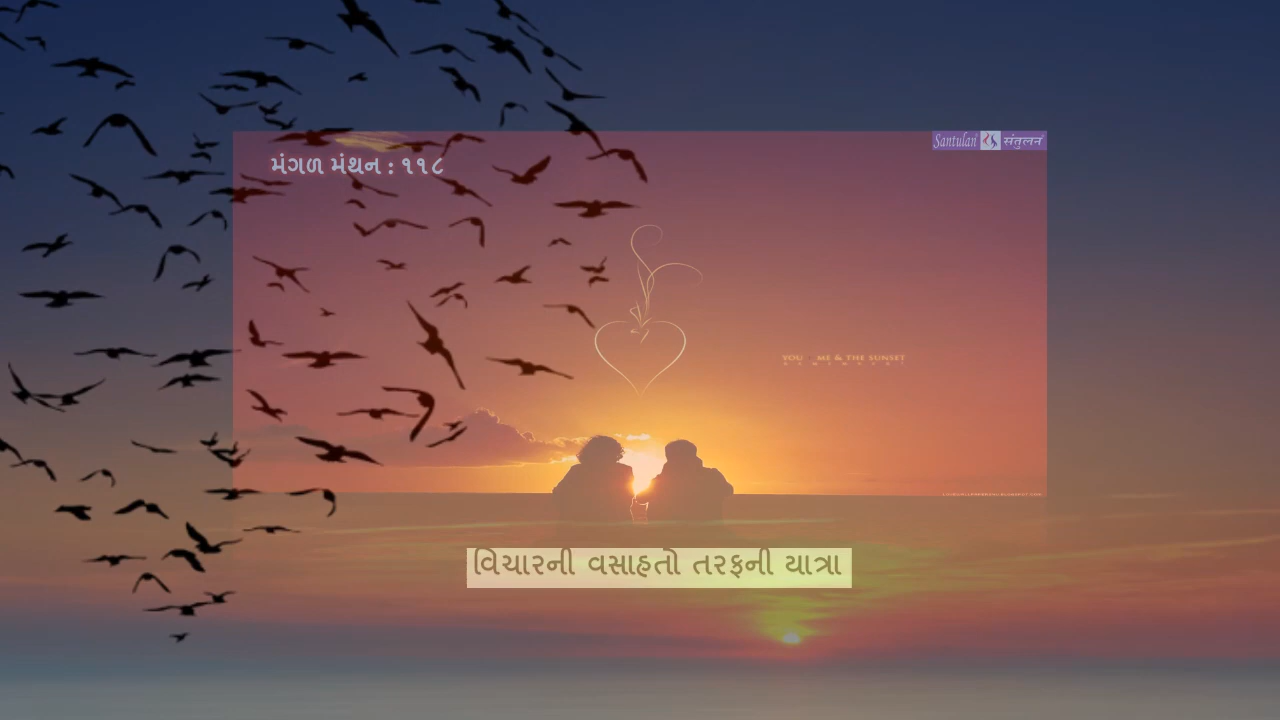 Santulan संतुलन
મંગળ મંથન : ૧૧૮
YOU ME & THE SUNSET
વિચારની વસાહતો તરફની યાત્રા